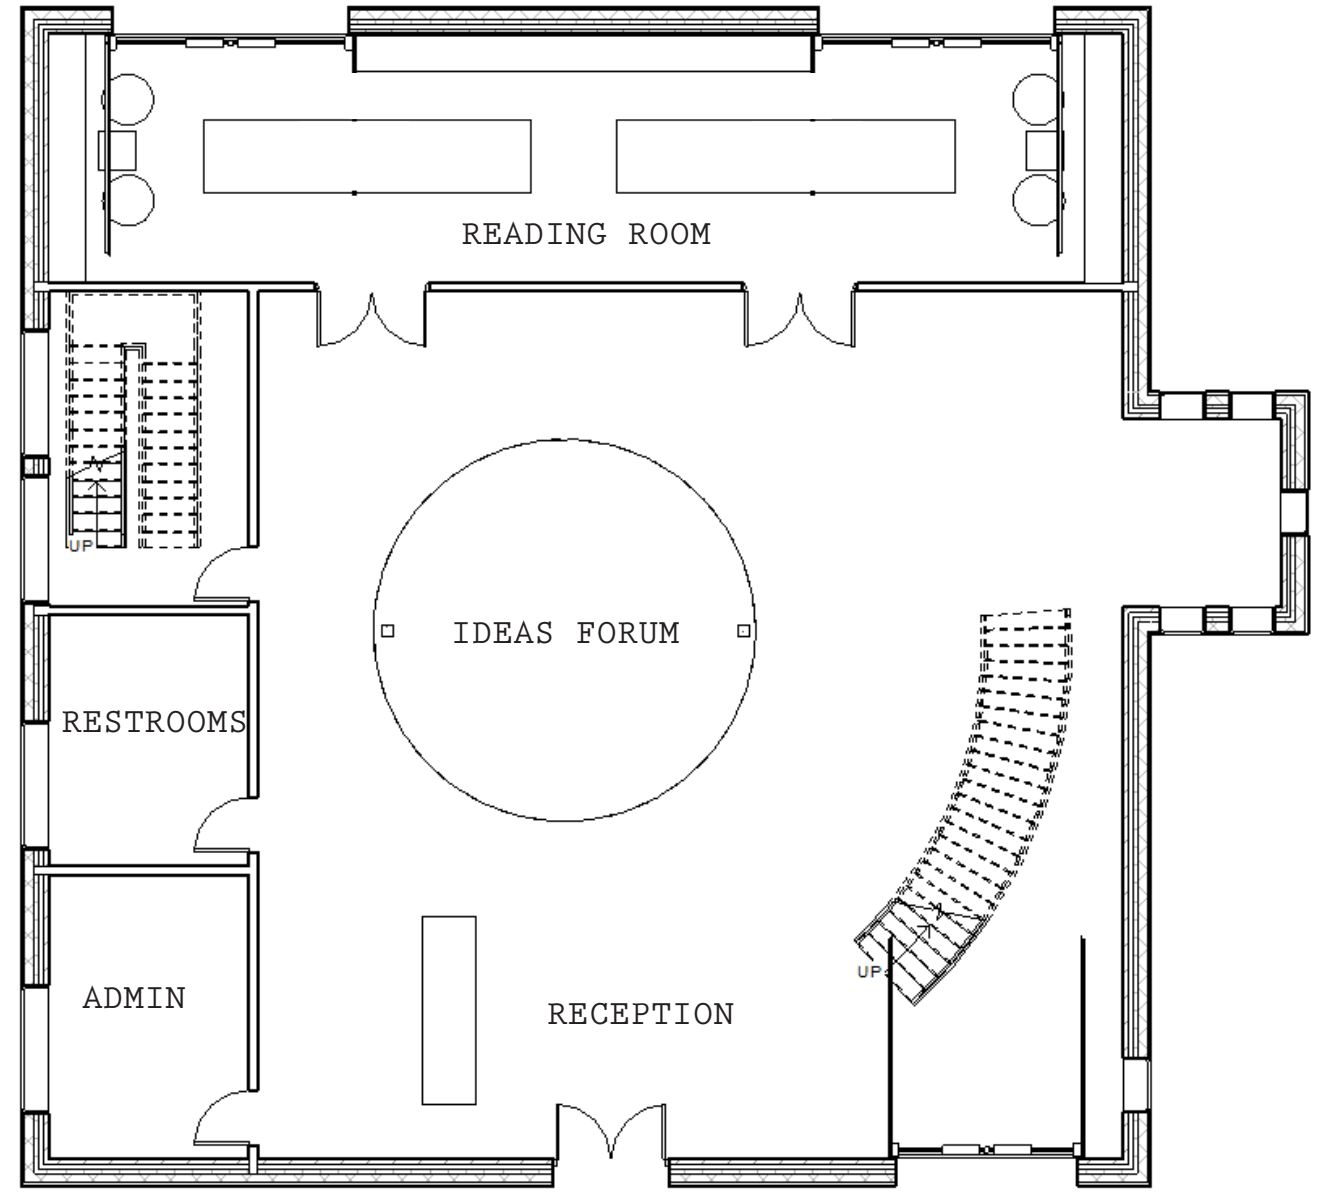 READING ROOM
UP
IDEAS FORUM
RESTROOMS
UP
ADMIN
RECEPTION